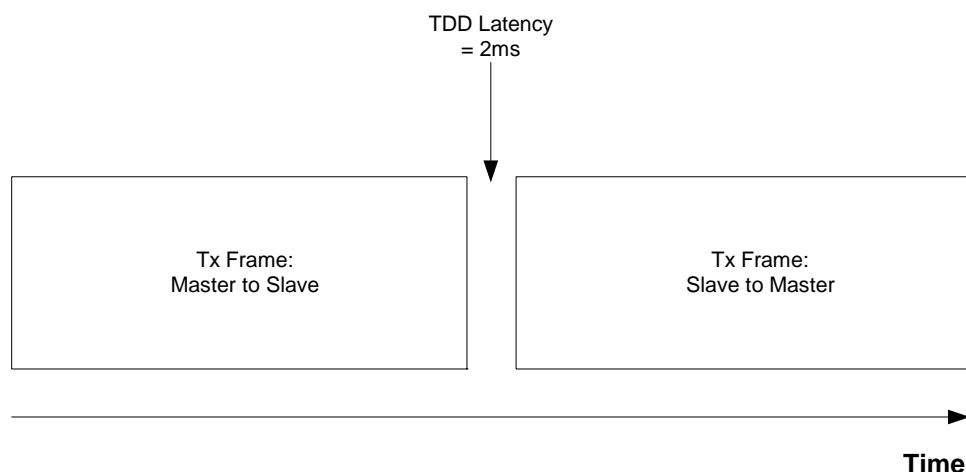 TDD Latency
= 2ms
Tx Frame:
Master to Slave
Tx Frame:
Slave to Master
Time